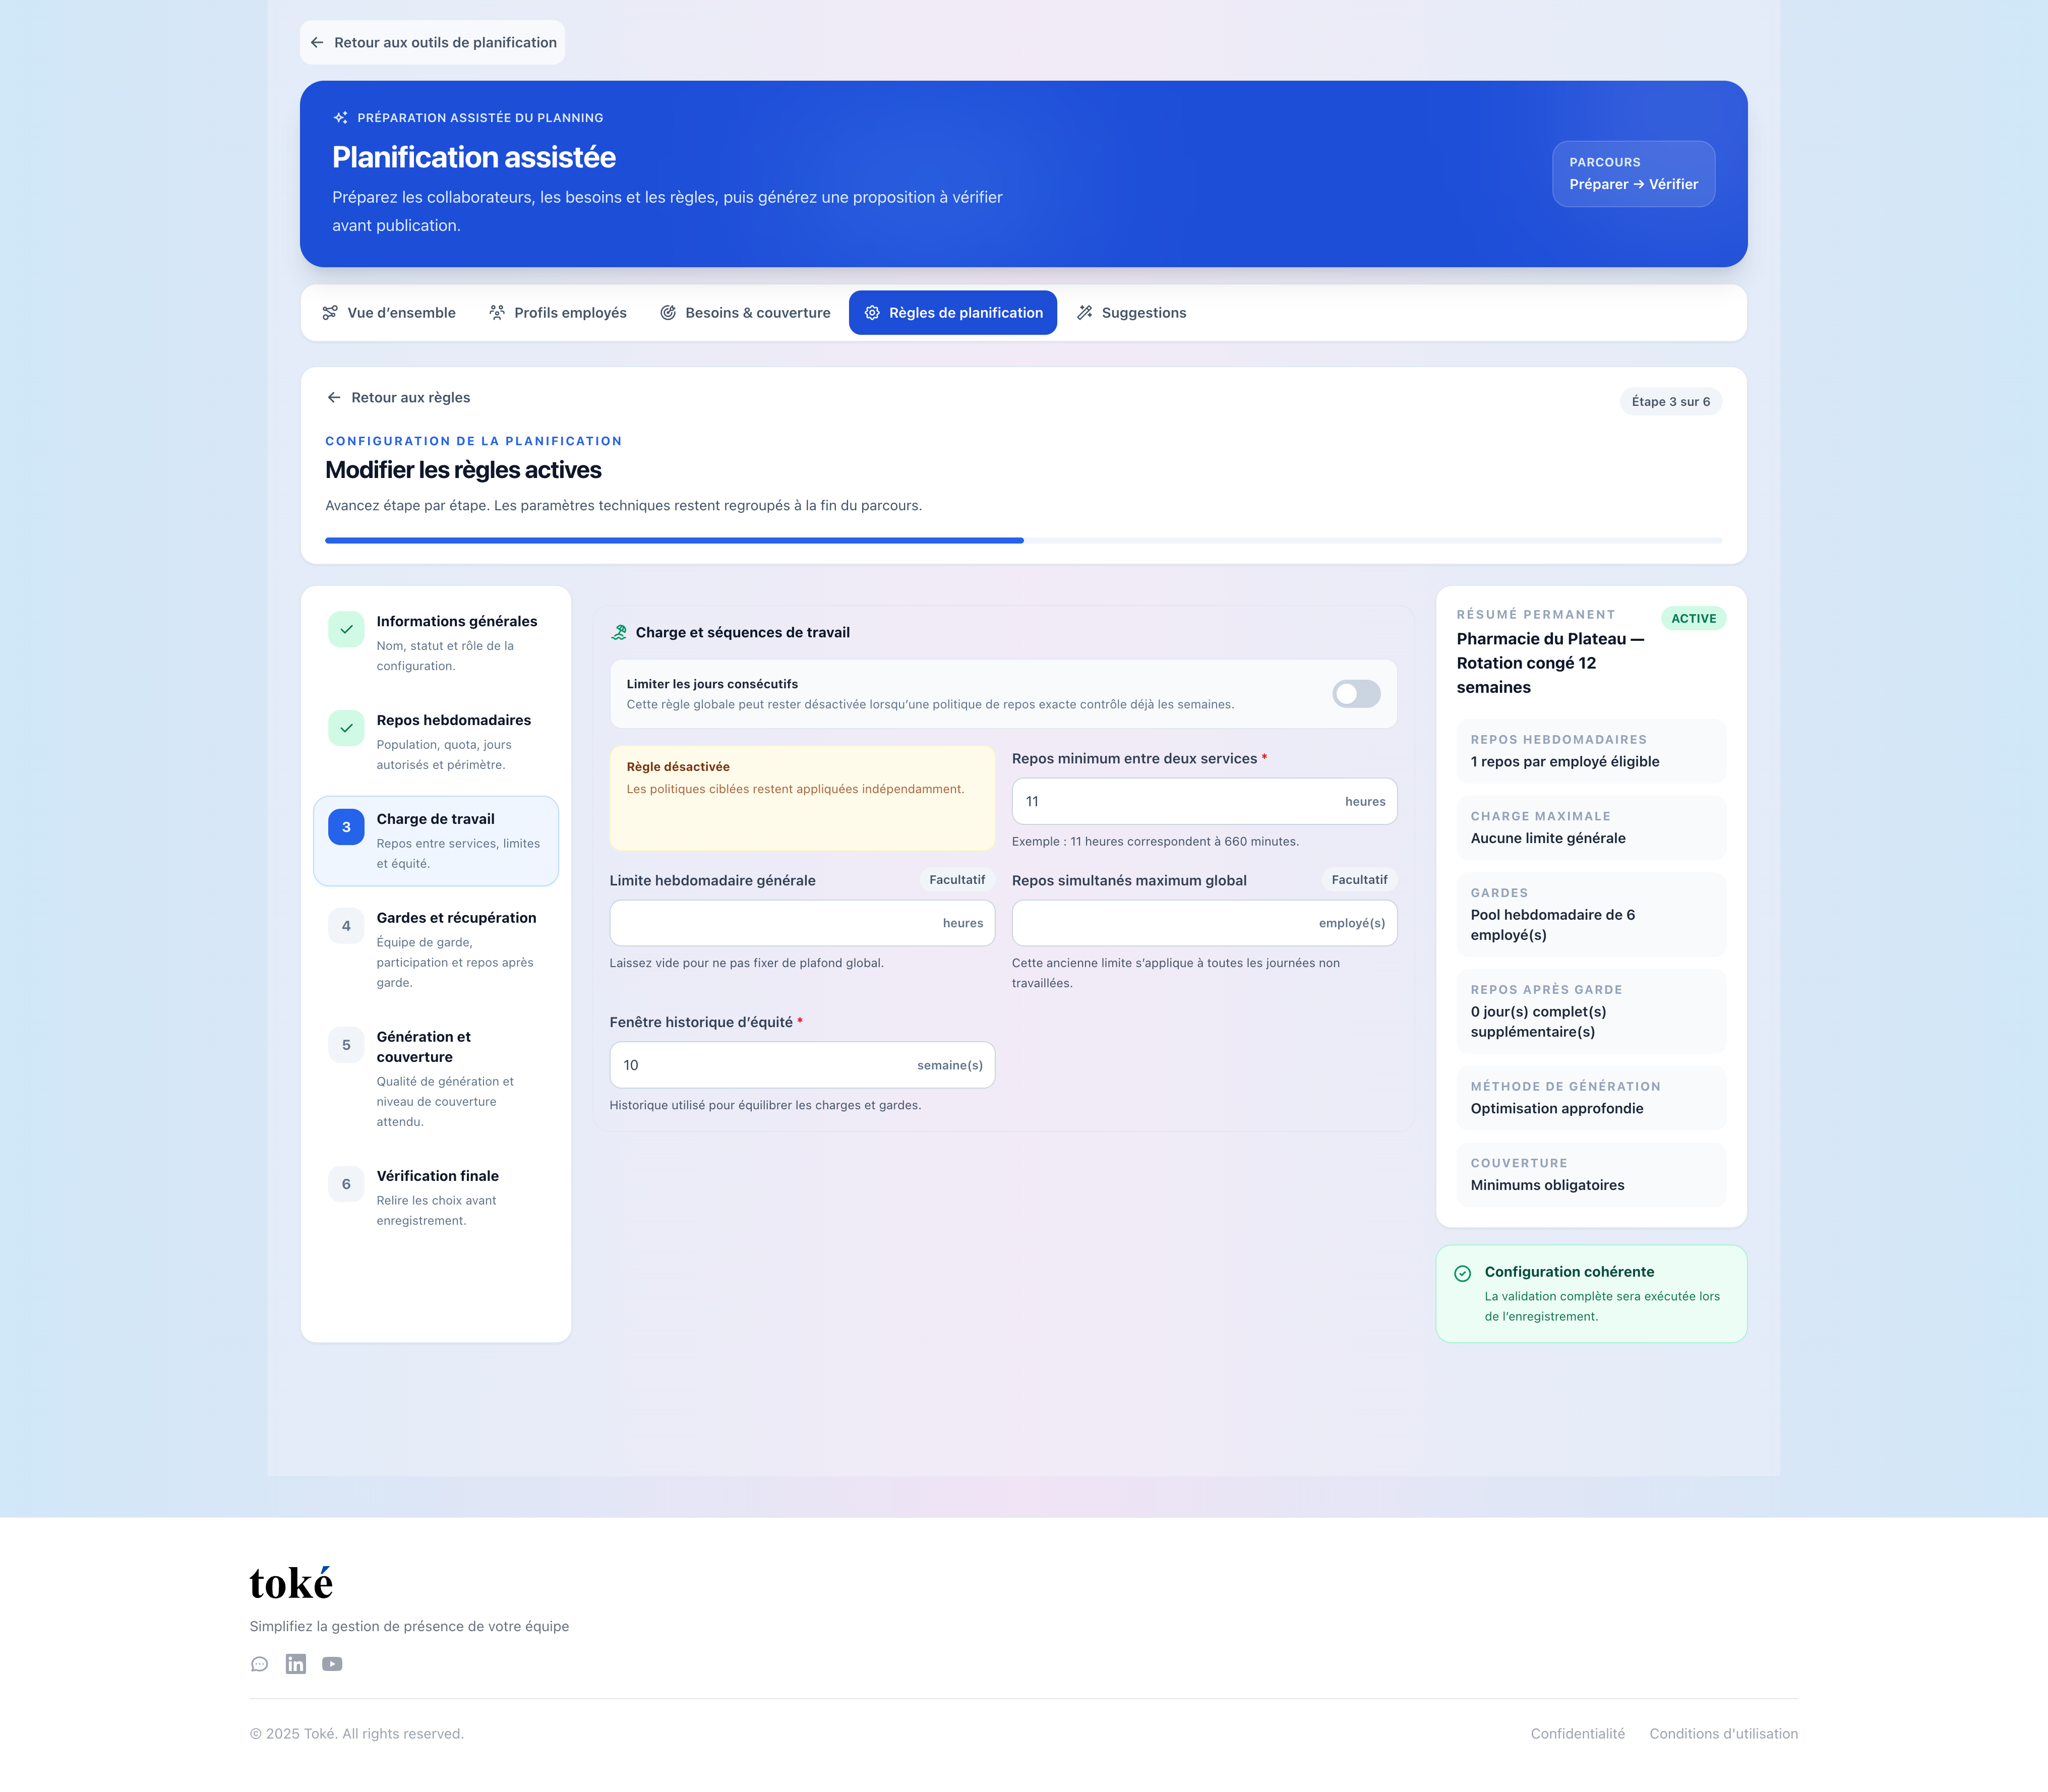 Retour aux outils de planification
PRÉPARATION ASSISTÉE DU PLANNING
Planification assistée
Préparez les collaborateurs, les besoins et les règles, puis générez une proposition à vérifier
avant publication.
PARCOURS
Préparer → Vérifier
Vue d’ensemble
Profils employés
Besoins & couverture
Règles de planification
Suggestions
Retour aux règles
Étape 3 sur 6
CONFIGURATION DE LA PLANIFICATION
Modifier les règles actives
Avancez étape par étape. Les paramètres techniques restent regroupés à la fin du parcours.
Informations générales
Nom, statut et rôle de la
configuration.
Repos hebdomadaires
Population, quota, jours
autorisés et périmètre.
3
Charge de travail
Repos entre services, limites
et équité.
4
Gardes et récupération
Équipe de garde,
participation et repos après
garde.
5
Génération et
couverture
Qualité de génération et
niveau de couverture
attendu.
6
Vérification finale
Relire les choix avant
enregistrement.
Charge et séquences de travail
Limiter les jours consécutifs
Cette règle globale peut rester désactivée lorsqu’une politique de repos exacte contrôle déjà les semaines.
Règle désactivée
Les politiques ciblées restent appliquées indépendamment.
Repos minimum entre deux services *
11
heures
Exemple : 11 heures correspondent à 660 minutes.
Limite hebdomadaire générale
Facultatif
heures
Laissez vide pour ne pas fixer de plafond global.
Repos simultanés maximum global
Facultatif
employé(s)
Cette ancienne limite s’applique à toutes les journées non
travaillées.
Fenêtre historique d’équité *
10
semaine(s)
Historique utilisé pour équilibrer les charges et gardes.
RÉSUMÉ PERMANENT
ACTIVE
Pharmacie du Plateau —
Rotation congé 12
semaines
REPOS HEBDOMADAIRES
1 repos par employé éligible
CHARGE MAXIMALE
Aucune limite générale
GARDES
Pool hebdomadaire de 6
employé(s)
REPOS APRÈS GARDE
0 jour(s) complet(s)
supplémentaire(s)
MÉTHODE DE GÉNÉRATION
Optimisation approfondie
COUVERTURE
Minimums obligatoires
Configuration cohérente
La validation complète sera exécutée lors
de l’enregistrement.
toké
Simplifiez la gestion de présence de votre équipe
© 2025 Toké. All rights reserved.
Confidentialité
Conditions d'utilisation